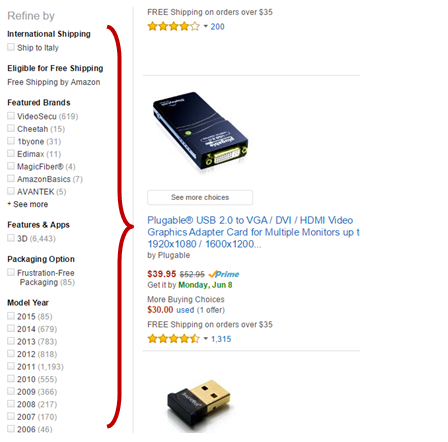 Refine by
International Shipping
Ship to Italy
Eligible for Free Shipping
Free Shipping by Amazon
Featured Brands
VideoSecu (619)
Cheetah (15)
1byone (31)
Edimax (11)
MagicFiber® (4)
AmazonBasics (7)
AVANTEK (5)
+ See more
Features & Apps
3D (6,443)
Packaging Option
Frustration-Free
Packaging (85)
Model Year
2015 (85)
2014 (679)
2013 (783)
2012 (818)
2011 (1,193)
2010 (555)
2009 (366)
2008 (217)
2007 (170)
2006 (46)
FREE Shipping on orders over $35
200
See more choices
Plugable® USB 2.0 to VGA / DVI / HDMI Video
Graphics Adapter Card for Multiple Monitors up t
1920x1080 / 1600x1200...
by Plugable
$39.95 $52.95 Prime
Get it by Monday, Jun 8
More Buying Choices
$30.00 used (1 offer)
FREE Shipping on orders over $35
1,315